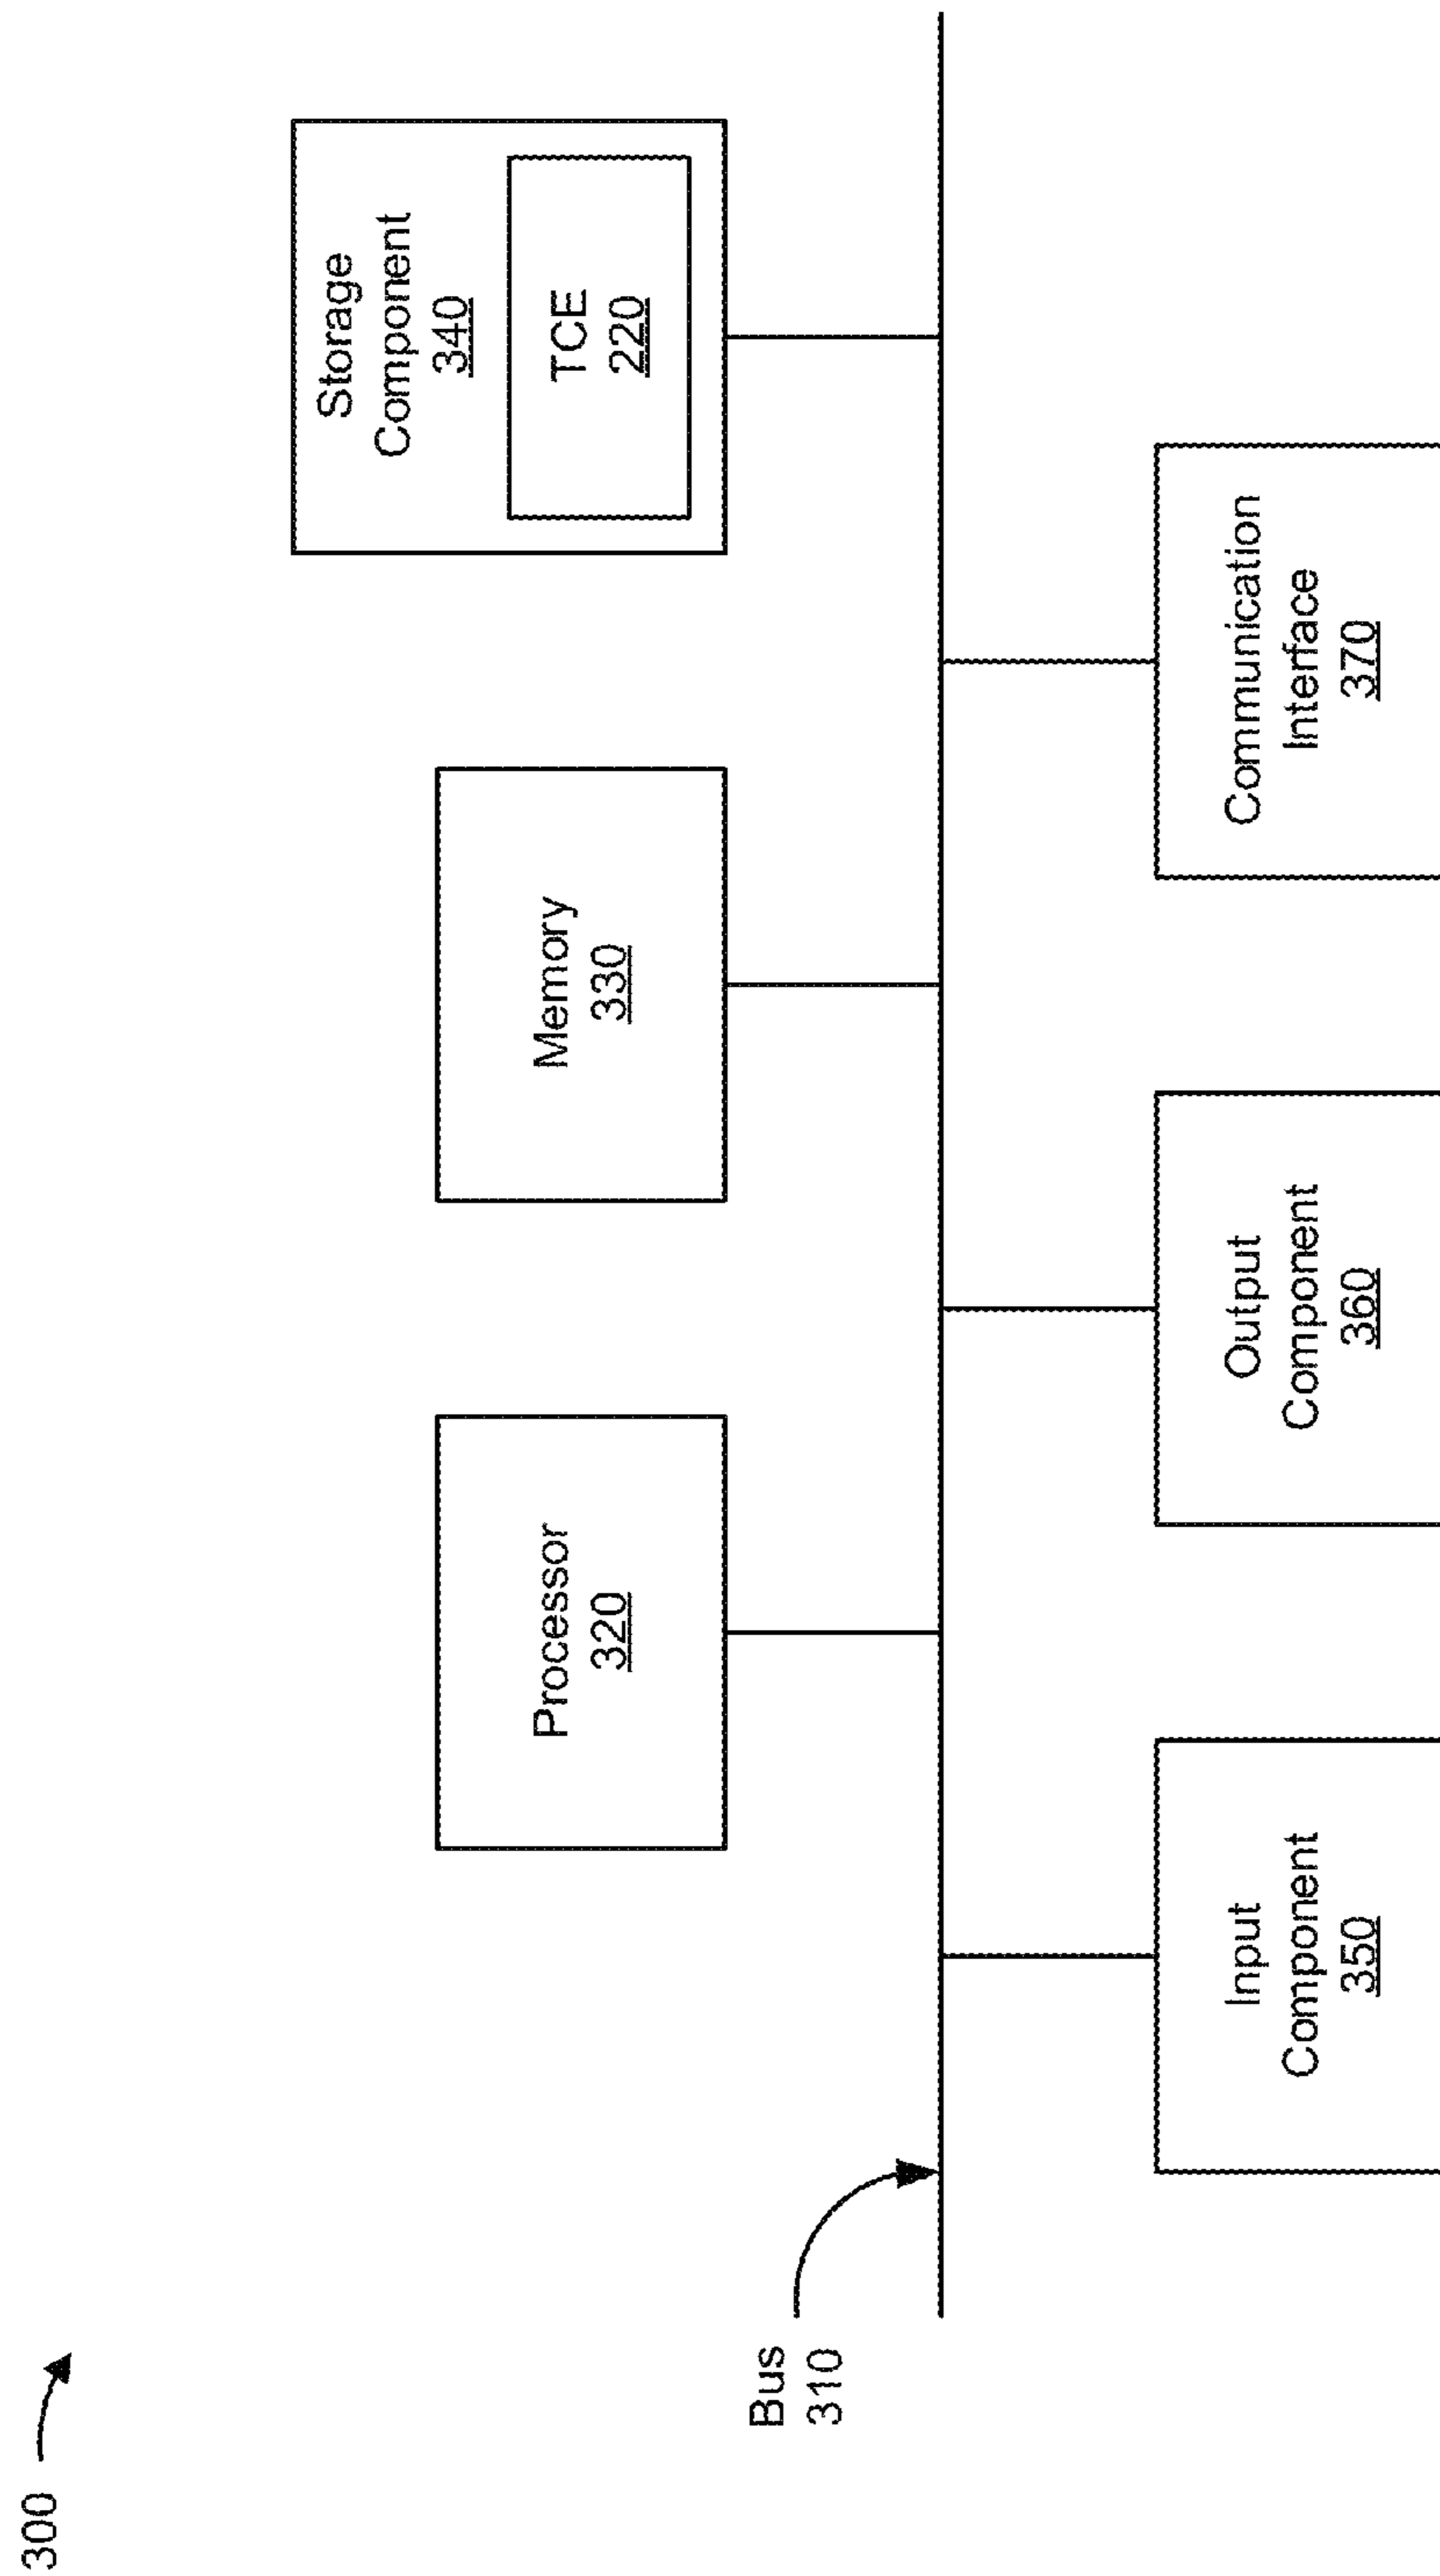 300
Bus
310
Processor
320
Memory
330
Storage
Component
340
TCE
220
Input
Component
350
Output
Component
360
Communication
Interface
370